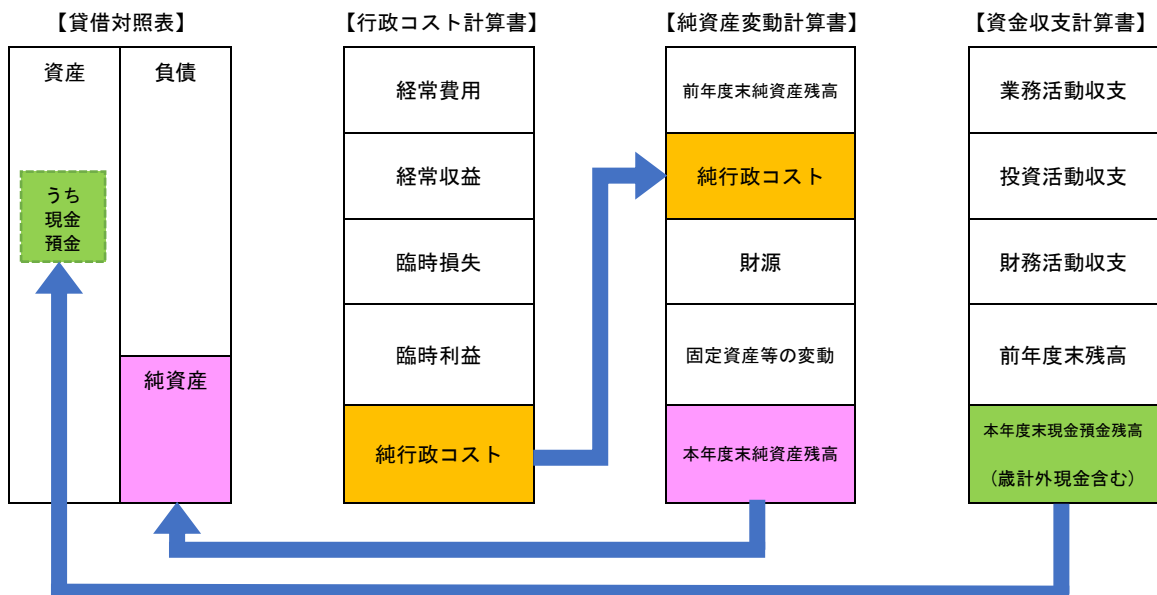 【貸借対照表】
資産
負債
うち
現金
預金
純資産
【行政コスト計算書】
経常費用
経常収益
臨時損失
臨時利益
純行政コスト
【純資産変動計算書】
前年度末純資産残高
純行政コスト
財源
固定資産等の変動
本年度末純資産残高
【資金収支計算書】
業務活動収支
投資活動収支
財務活動収支
前年度末残高
本年度末現金預金残高
（歳計外現金含む）